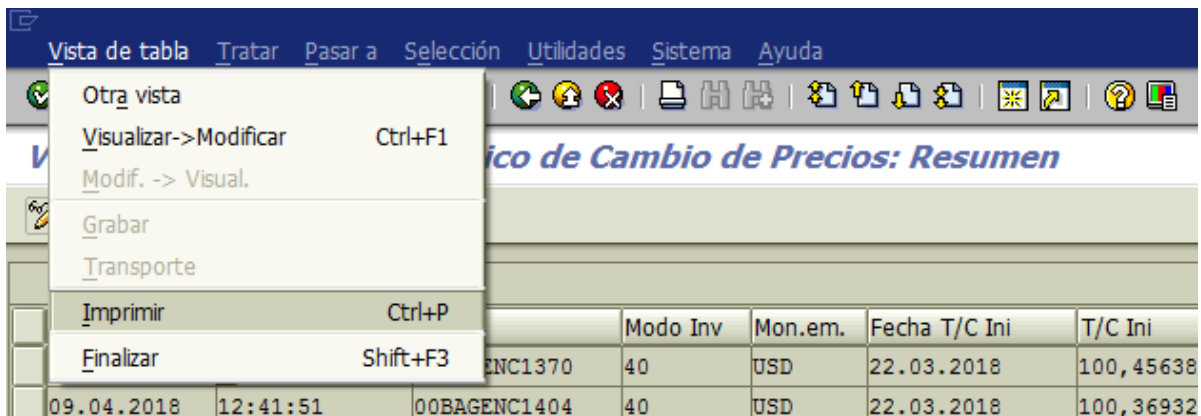 Vista de tabla Tratar Pasar a Selección Utilidades Sistema Ayuda
Otra vista
Visualizar->Modificar Ctrl+F1
ico de Cambio de Precios: Resumen
Modif. -> Visual.
Grabar
Transporte
Imprimir Ctrl+P
Modo Inv Mon.em. Fecha T/C Ini T/C Ini
Finalizar Shift+F3
ENC1370 40 USD 22.03.2018 100,45638
09.04.2018 12:41:51 00BAGENC1404 40 USD 22.03.2018 100,36932